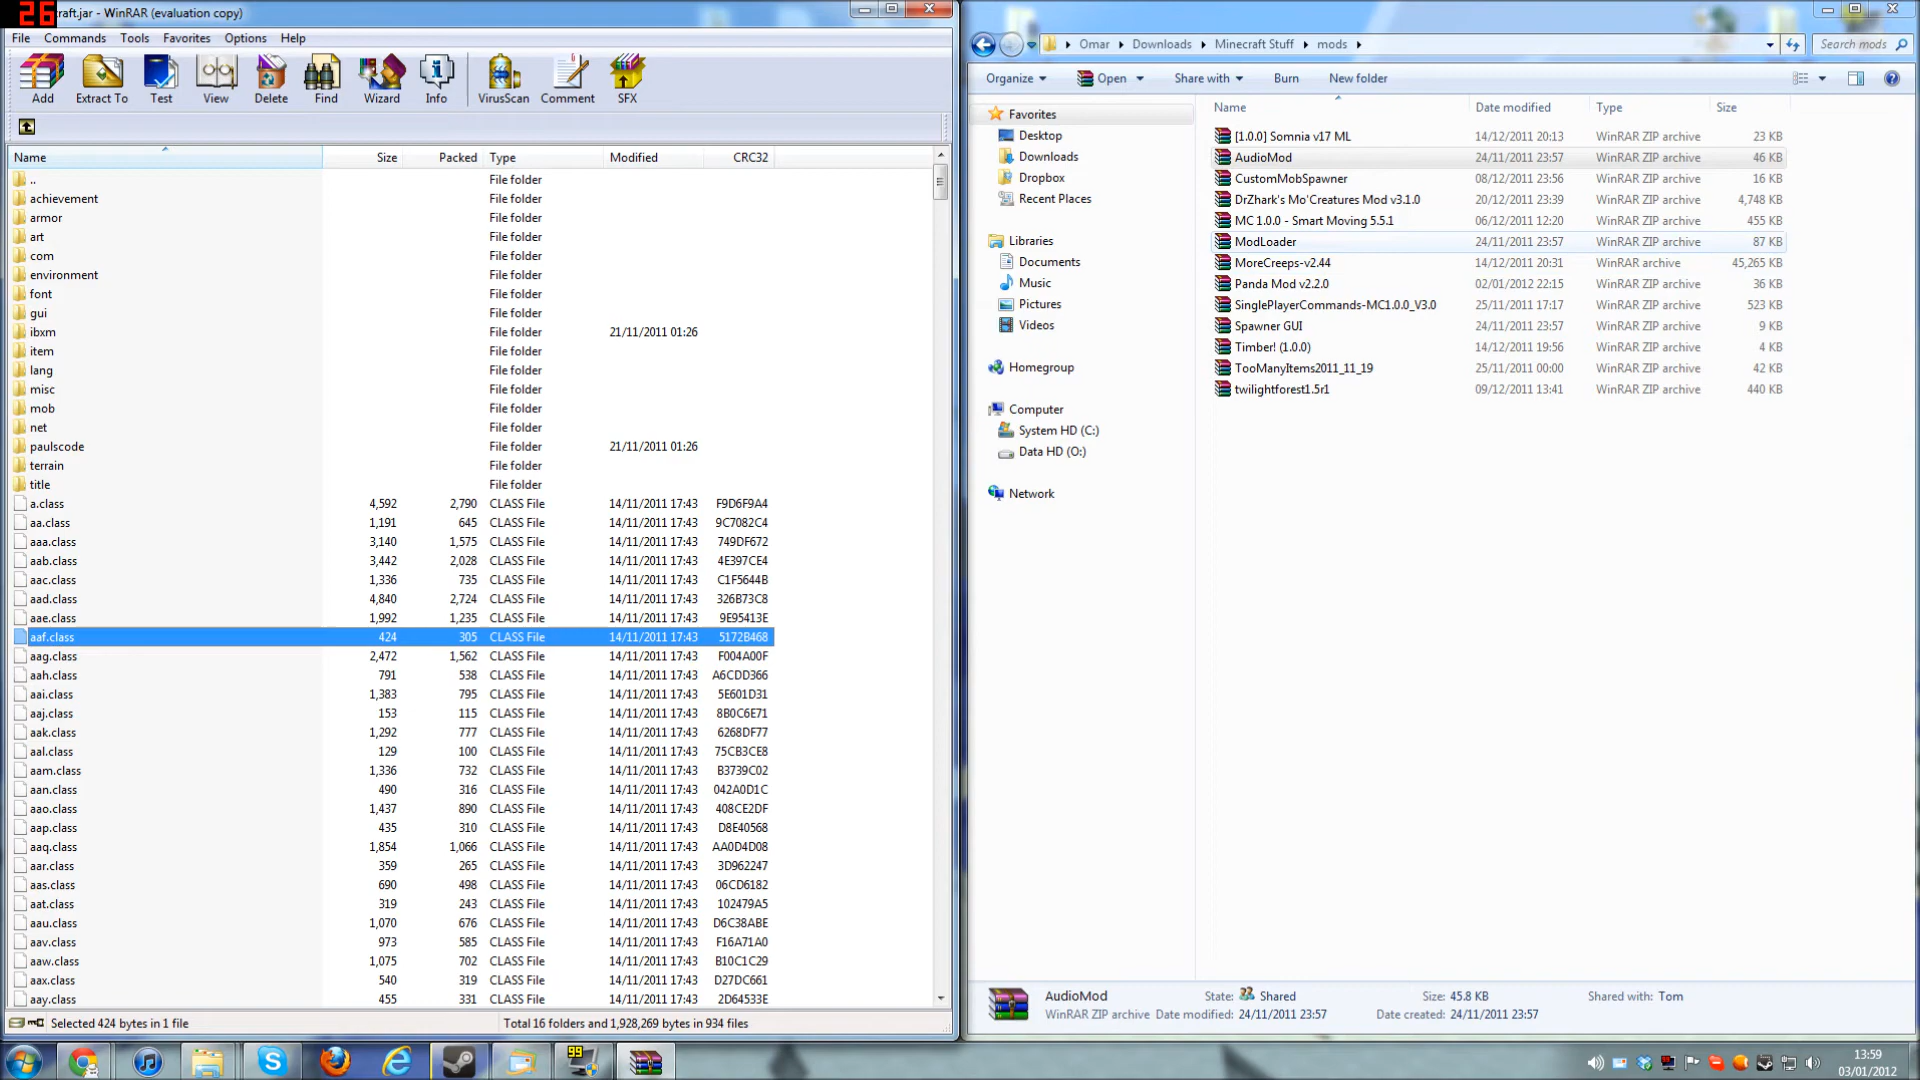 26
craft.jar - WinRAR (evaluation copy)
File Commands Tools Favorites Options Help
Add Extract To Test View Delete Find Wizard Info VirusScan Comment SFX
Name Size Packed Type Modified CRC32
.. File folder
achievement File folder
armor File folder
art File folder
com File folder
environment File folder
font File folder
gui File folder
ibxm File folder 21/11/2011 01:26
item File folder
lang File folder
misc File folder
mob File folder
net File folder
paulscode File folder 21/11/2011 01:26
terrain File folder
title File folder
a.class 4,592 2,790 CLASS File 14/11/2011 17:43 F9D6F9A4
aa.class 1,191 645 CLASS File 14/11/2011 17:43 9C7082C4
aaa.class 3,140 1,575 CLASS File 14/11/2011 17:43 749DF672
aab.class 3,442 2,028 CLASS File 14/11/2011 17:43 4E397CE4
aac.class 1,336 735 CLASS File 14/11/2011 17:43 C1F5644B
aad.class 4,840 2,724 CLASS File 14/11/2011 17:43 326B73C8
aae.class 1,992 1,235 CLASS File 14/11/2011 17:43 9E95413E
aaf.class 424 305 CLASS File 14/11/2011 17:43 5172B468
aag.class 2,472 1,562 CLASS File 14/11/2011 17:43 F004A00F
aah.class 791 538 CLASS File 14/11/2011 17:43 A6CDD366
aai.class 1,383 795 CLASS File 14/11/2011 17:43 5E601D31
aaj.class 153 115 CLASS File 14/11/2011 17:43 8B0C6E71
aak.class 1,292 777 CLASS File 14/11/2011 17:43 6268DF77
aal.class 129 100 CLASS File 14/11/2011 17:43 75CB3CE8
aam.class 1,336 732 CLASS File 14/11/2011 17:43 B3739C02
aan.class 490 316 CLASS File 14/11/2011 17:43 042A0D1C
aao.class 1,437 890 CLASS File 14/11/2011 17:43 408CE2DF
aap.class 435 310 CLASS File 14/11/2011 17:43 D8E40568
aaq.class 1,854 1,066 CLASS File 14/11/2011 17:43 AA0D4D08
aar.class 359 265 CLASS File 14/11/2011 17:43 3D962247
aas.class 690 498 CLASS File 14/11/2011 17:43 06CD6182
aat.class 319 243 CLASS File 14/11/2011 17:43 102479A5
aau.class 1,070 676 CLASS File 14/11/2011 17:43 D6C38ABE
aav.class 973 585 CLASS File 14/11/2011 17:43 F16A71A0
aaw.class 1,075 702 CLASS File 14/11/2011 17:43 B10C1C29
aax.class 540 319 CLASS File 14/11/2011 17:43 D27DC661
aay.class 455 331 CLASS File 14/11/2011 17:43 2D64533E
Selected 424 bytes in 1 file Total 16 folders and 1,928,269 bytes in 934 files
Omar Downloads Minecraft Stuff mods Search mods
Organize Open Share with Burn New folder
Favorites
Desktop
Downloads
Dropbox
Recent Places
Libraries
Documents
Music
Pictures
Videos
Homegroup
Computer
System HD (C:)
Data HD (O:)
Network
Name Date modified Type Size
[1.0.0] Somnia v17 ML 14/12/2011 20:13 WinRAR ZIP archive 23 KB
AudioMod 24/11/2011 23:57 WinRAR ZIP archive 46 KB
CustomMobSpawner 08/12/2011 23:56 WinRAR ZIP archive 16 KB
DrZhark's Mo'Creatures Mod v3.1.0 20/12/2011 23:39 WinRAR ZIP archive 4,748 KB
MC 1.0.0 - Smart Moving 5.5.1 06/12/2011 12:20 WinRAR ZIP archive 455 KB
ModLoader 24/11/2011 23:57 WinRAR ZIP archive 87 KB
MoreCreeps-v2.44 14/12/2011 20:31 WinRAR archive 45,265 KB
Panda Mod v2.2.0 02/01/2012 22:15 WinRAR ZIP archive 36 KB
SinglePlayerCommands-MC1.0.0_V3.0 25/11/2011 17:17 WinRAR ZIP archive 523 KB
Spawner GUI 24/11/2011 23:57 WinRAR ZIP archive 9 KB
Timber! (1.0.0) 14/12/2011 19:56 WinRAR ZIP archive 4 KB
TooManyItems2011_11_19 25/11/2011 00:00 WinRAR ZIP archive 42 KB
twilightforest1.5r1 09/12/2011 13:41 WinRAR ZIP archive 440 KB
AudioMod State: Shared Size: 45.8 KB Shared with: Tom
WinRAR ZIP archive Date modified: 24/11/2011 23:57 Date created: 24/11/2011 23:57
99
13:59
03/01/2012